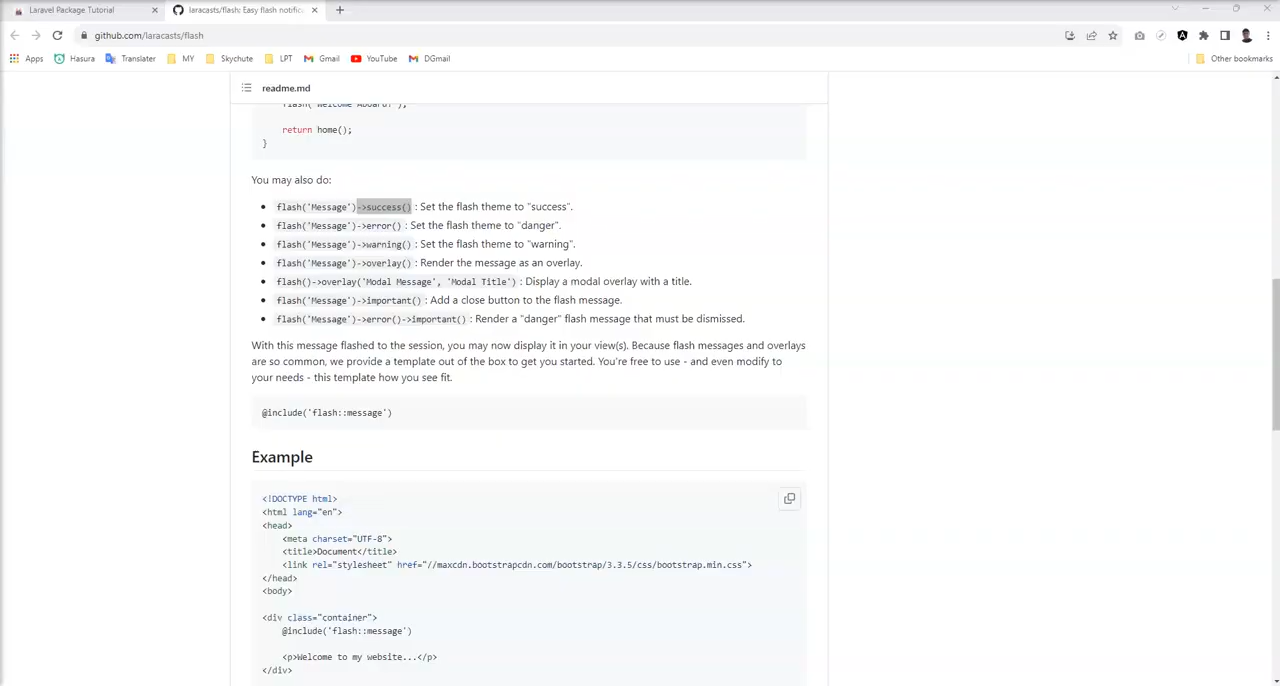 Laravel Package Tutorial
laracasts/flash: Easy flash notific
github.com/laracasts/flash
Apps Hasura Translater MY Skychute LPT Gmail YouTube DGmail Other bookmarks
readme.md
flash('Welcome Aboard!');
return home();
}
You may also do:
flash('Message')->success() : Set the flash theme to "success".
flash('Message')->error() : Set the flash theme to "danger".
flash('Message')->warning() : Set the flash theme to "warning".
flash('Message')->overlay() : Render the message as an overlay.
flash()->overlay('Modal Message', 'Modal Title') : Display a modal overlay with a title.
flash('Message')->important() : Add a close button to the flash message.
flash('Message')->error()->important() : Render a "danger" flash message that must be dismissed.
With this message flashed to the session, you may now display it in your view(s). Because flash messages and overlays
are so common, we provide a template out of the box to get you started. You're free to use - and even modify to
your needs - this template how you see fit.
@include('flash::message')
Example
<!DOCTYPE html>
<html lang="en">
<head>
<meta charset="UTF-8">
<title>Document</title>
<link rel="stylesheet" href="//maxcdn.bootstrapcdn.com/bootstrap/3.3.5/css/bootstrap.min.css">
</head>
<body>
<div class="container">
@include('flash::message')
<p>Welcome to my website...</p>
</div>